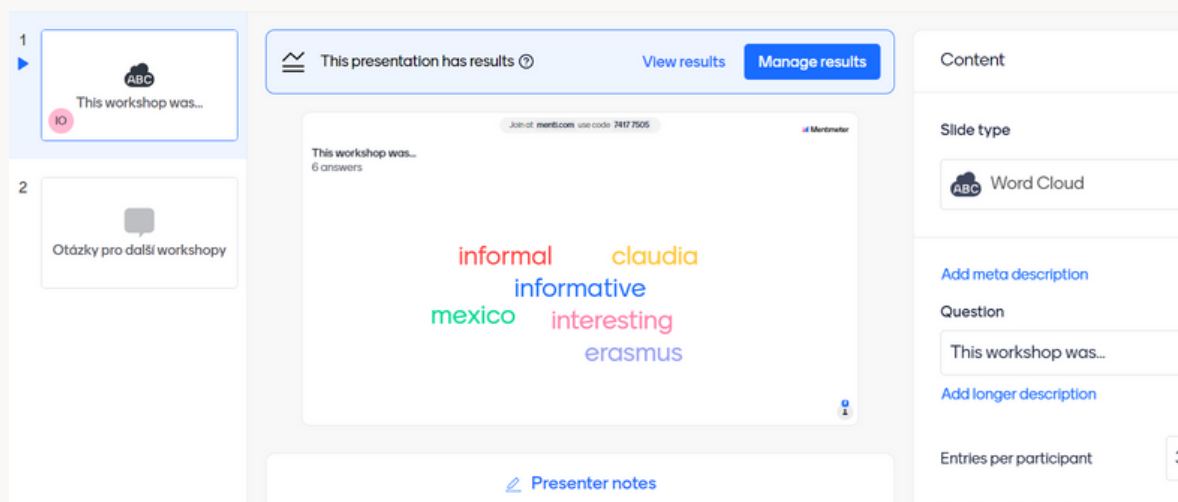 1
ABC
This workshop was...
IO
2
Otázky pro další workshopy
This presentation has results
View results
Manage results
Join at menti.com use code 7417 7505
Mentimeter
This workshop was...
6 answers
informal
claudia
informative
mexico
interesting
erasmus
Presenter notes
Content
Slide type
ABC
Word Cloud
Add meta description
Question
This workshop was...
Add longer description
Entries per participant